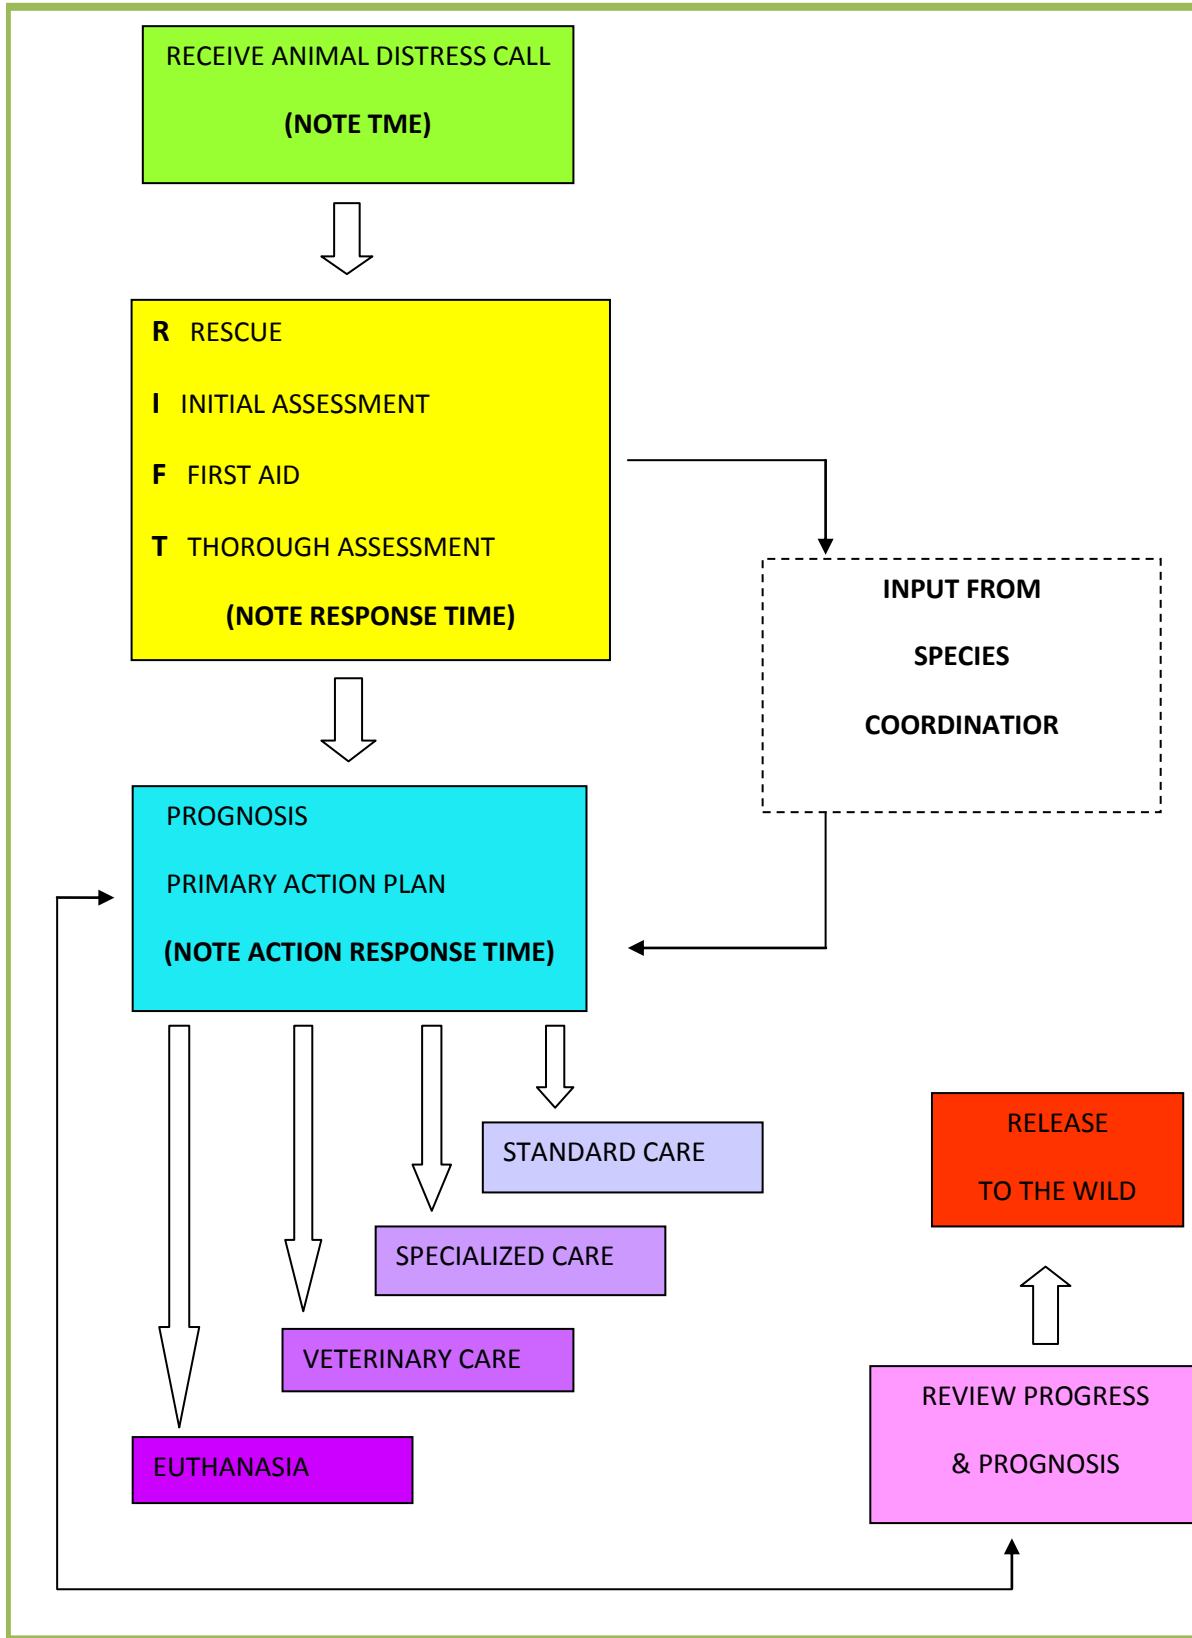 RECEIVE ANIMAL DISTRESS CALL
(NOTE TME)
R RESCUE
I INITIAL ASSESSMENT
F FIRST AID
T THOROUGH ASSESSMENT
(NOTE RESPONSE TIME)
INPUT FROM
SPECIES
COORDINATIOR
PROGNOSIS
PRIMARY ACTION PLAN
(NOTE ACTION RESPONSE TIME)
STANDARD CARE
SPECIALIZED CARE
VETERINARY CARE
EUTHANASIA
RELEASE
TO THE WILD
REVIEW PROGRESS
& PROGNOSIS